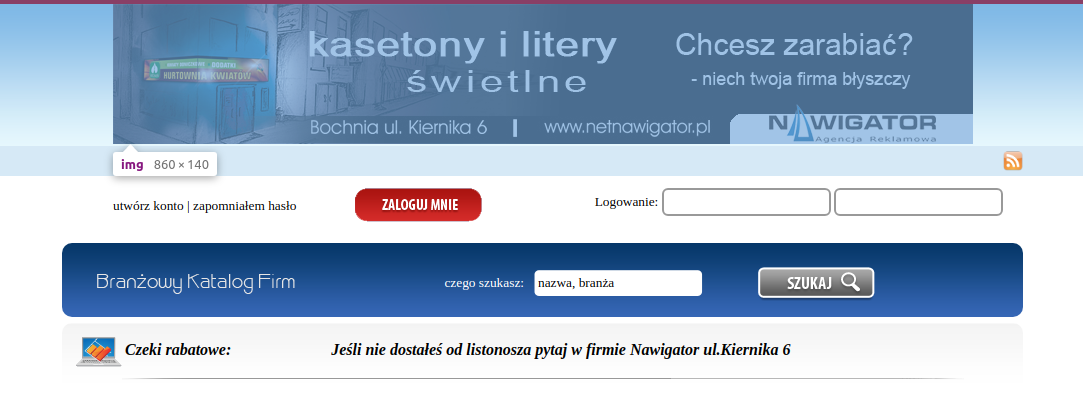 kasetony i litery
świetlne
Chcesz zarabiać?
- niech twoja firma błyszczy
DODATKI
HURTOWNIA KWIATÓW
Bochnia ul. Kiernika 6 | www.netnawigator.pl
NAWIGATOR
Agencja Reklamowa
img 860 × 140
utwórz konto | zapomniałem hasło
ZALOGUJ MNIE
Logowanie:
Branżowy Katalog Firm
czego szukasz:
nazwa, branża
SZUKAJ
Czeki rabatowe:
Jeśli nie dostałeś od listonosza pytaj w firmie Nawigator ul.Kiernika 6